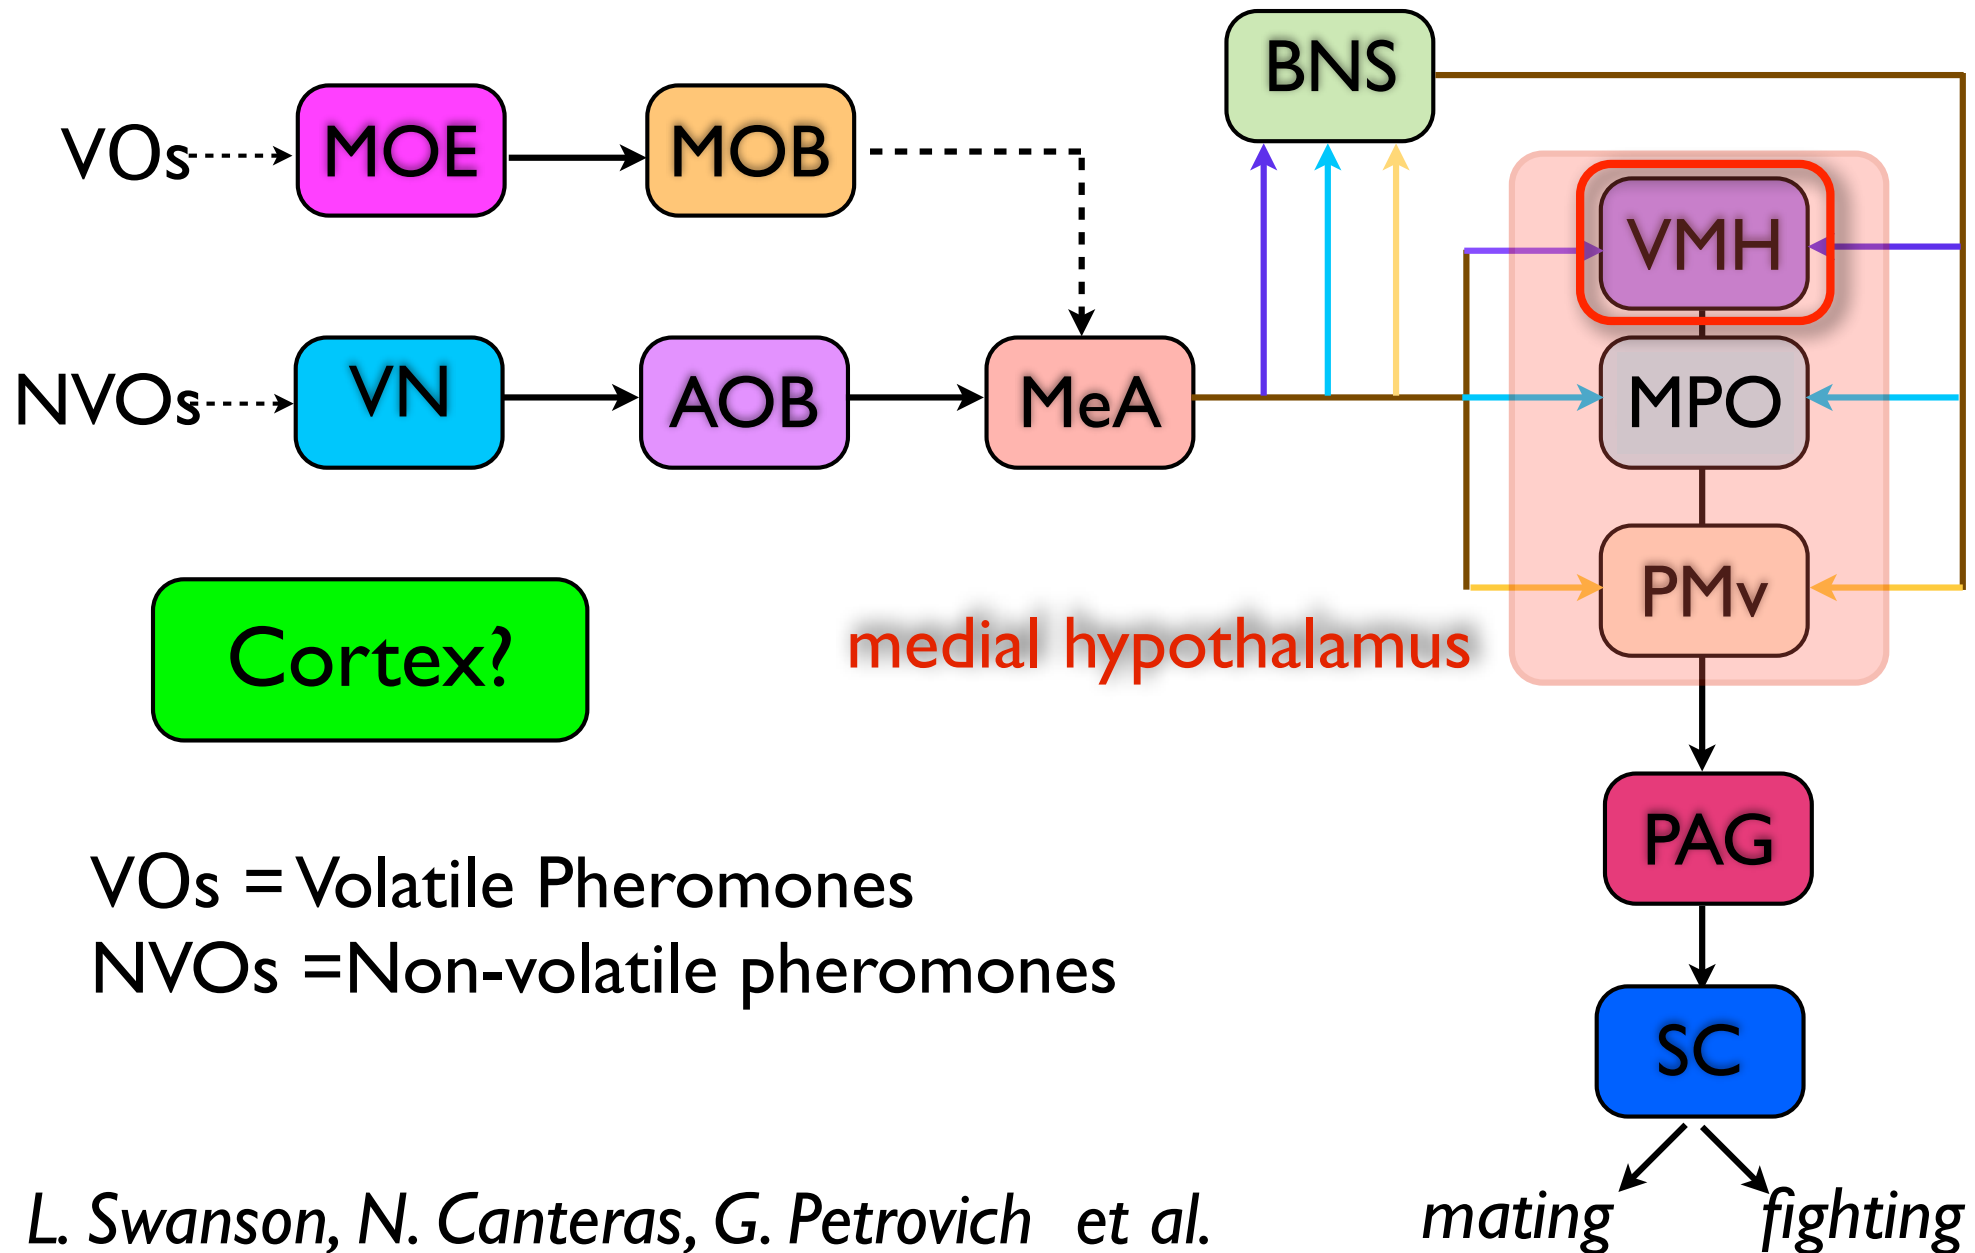 BNS
VOs
MOE
MOB
VMH
NVOs
VN
AOB
MeA
MPO
PMv
Cortex?
medial hypothalamus
PAG
VOs = Volatile Pheromones
NVOs =Non-volatile pheromones
SC
L. Swanson, N. Canteras, G. Petrovich et al.
mating
fighting